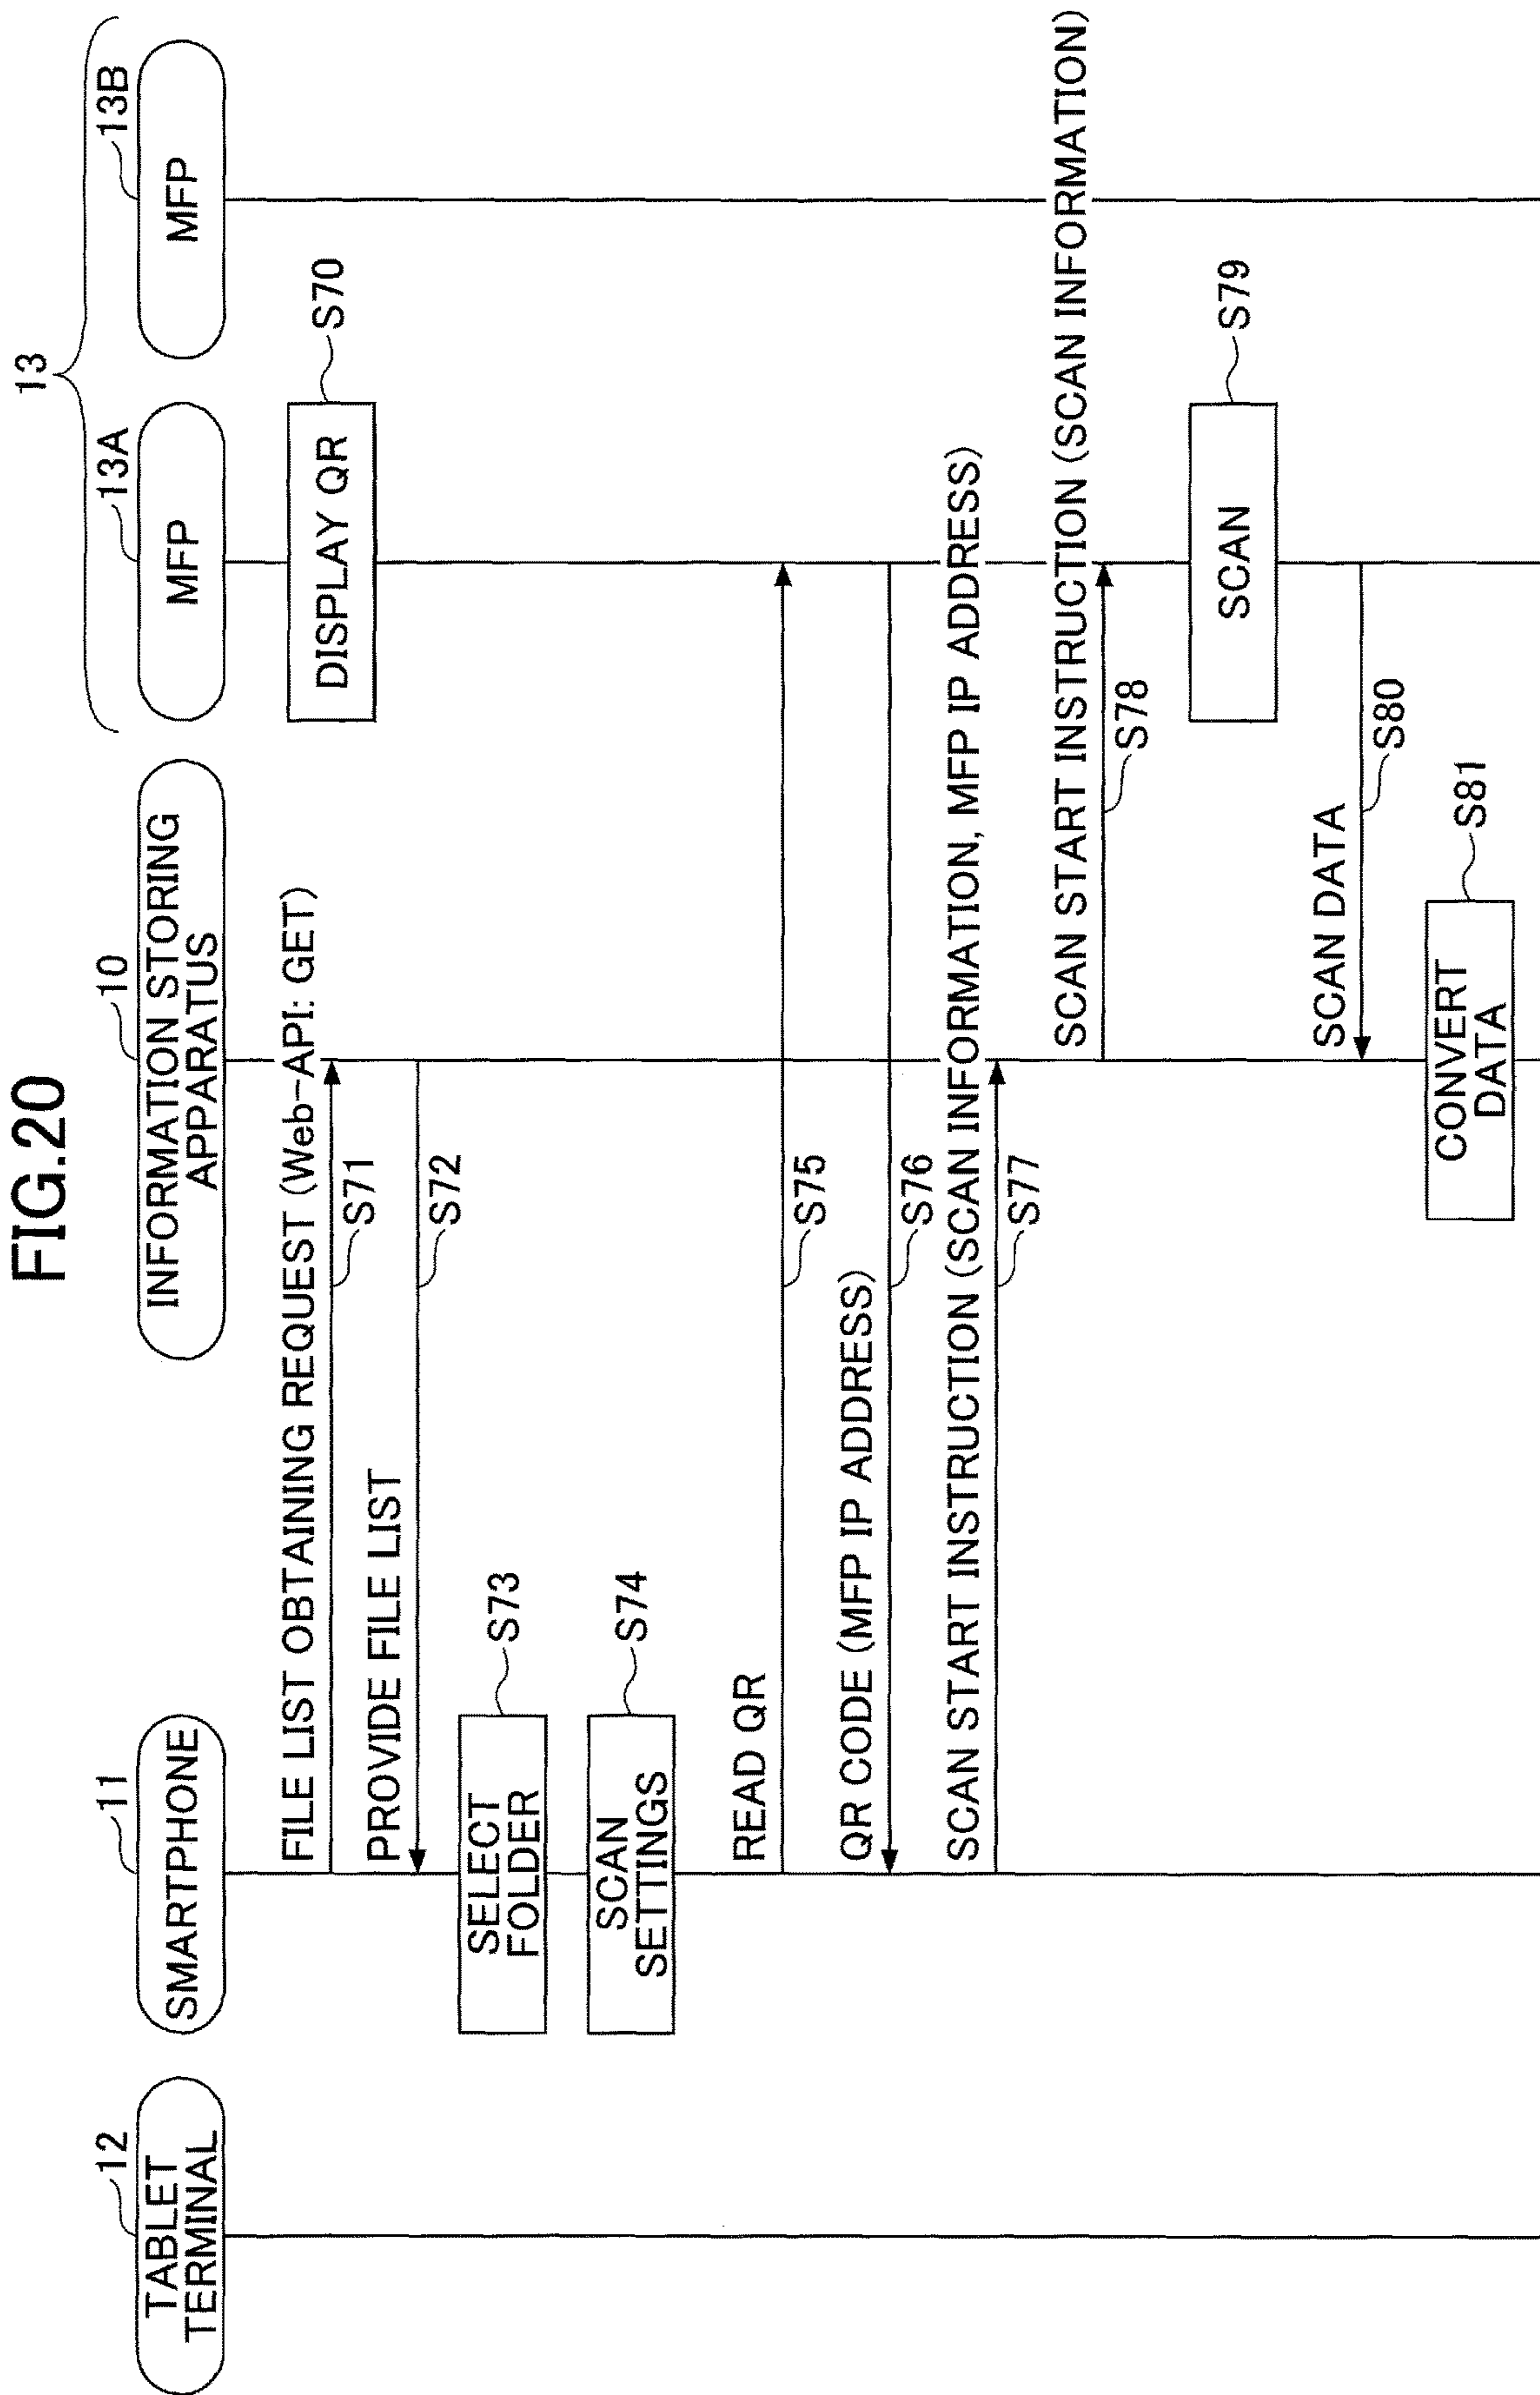 FIG.20
12
TABLET
TERMINAL
11
SMARTPHONE
10
INFORMATION STORING
APPARATUS
13
13A
MFP
13B
MFP
DISPLAY QR
S70
FILE LIST OBTAINING REQUEST (Web-API: GET)
S71
PROVIDE FILE LIST
S72
SELECT
FOLDER
S73
SCAN
SETTINGS
S74
READ QR
S75
QR CODE (MFP IP ADDRESS)
S76
SCAN START INSTRUCTION (SCAN INFORMATION, MFP IP ADDRESS)
S77
SCAN START INSTRUCTION (SCAN INFORMATION)
S78
SCAN
S79
SCAN DATA
S80
CONVERT
DATA
S81